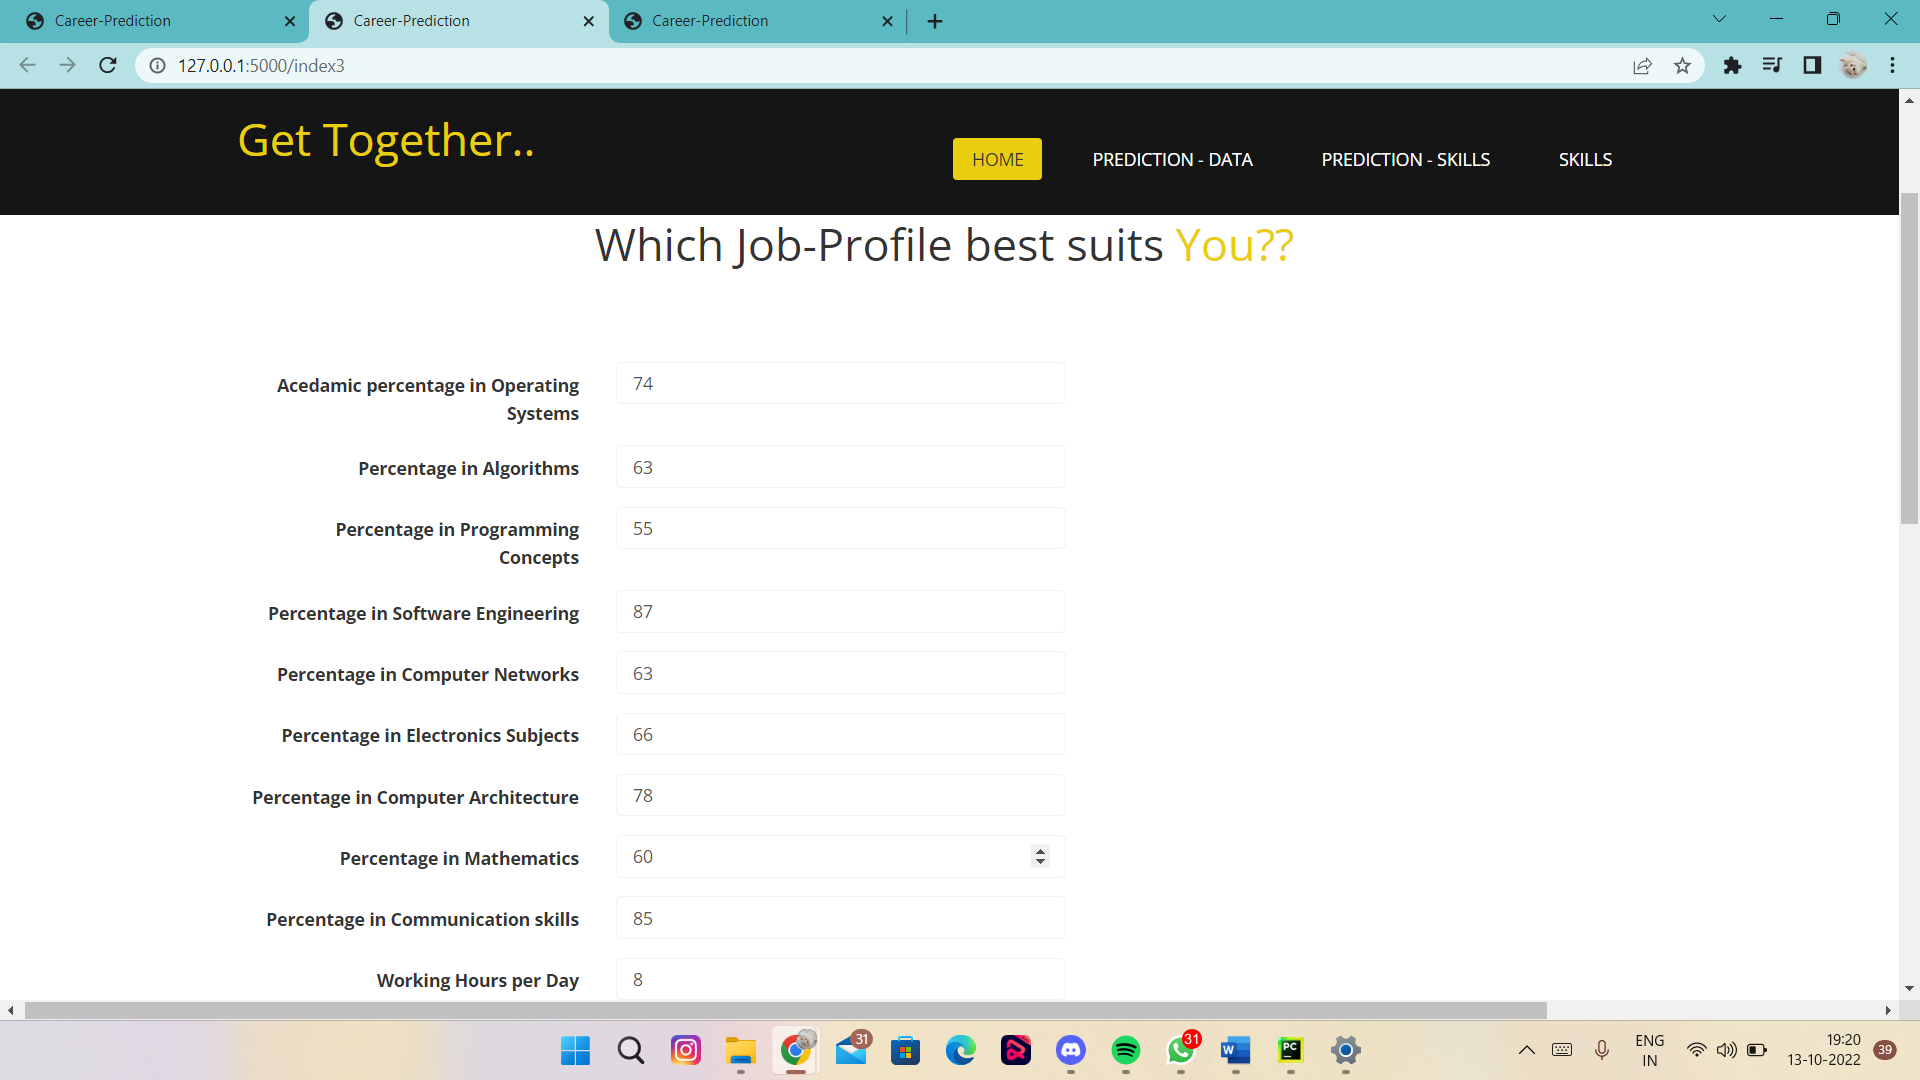 Career-Prediction
Career-Prediction
Career-Prediction
127.0.0.1:5000/index3
Get Together..
HOME
PREDICTION - DATA
PREDICTION - SKILLS
SKILLS
Which Job-Profile best suits You??
Acedamic percentage in Operating
Systems
74
Percentage in Algorithms
63
Percentage in Programming
Concepts
55
Percentage in Software Engineering
87
Percentage in Computer Networks
63
Percentage in Electronics Subjects
66
Percentage in Computer Architecture
78
Percentage in Mathematics
60
Percentage in Communication skills
85
Working Hours per Day
8
31
31
W
PC
ENG
IN
19:20
13-10-2022
39